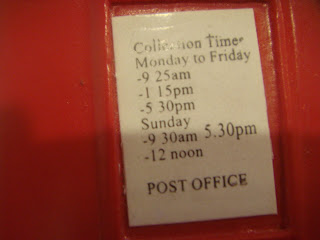 Collection Times
Monday to Friday
-9 25am
-1 15pm
-5 30pm
Sunday
-9 30am 5.30pm
-12 noon
POST OFFICE